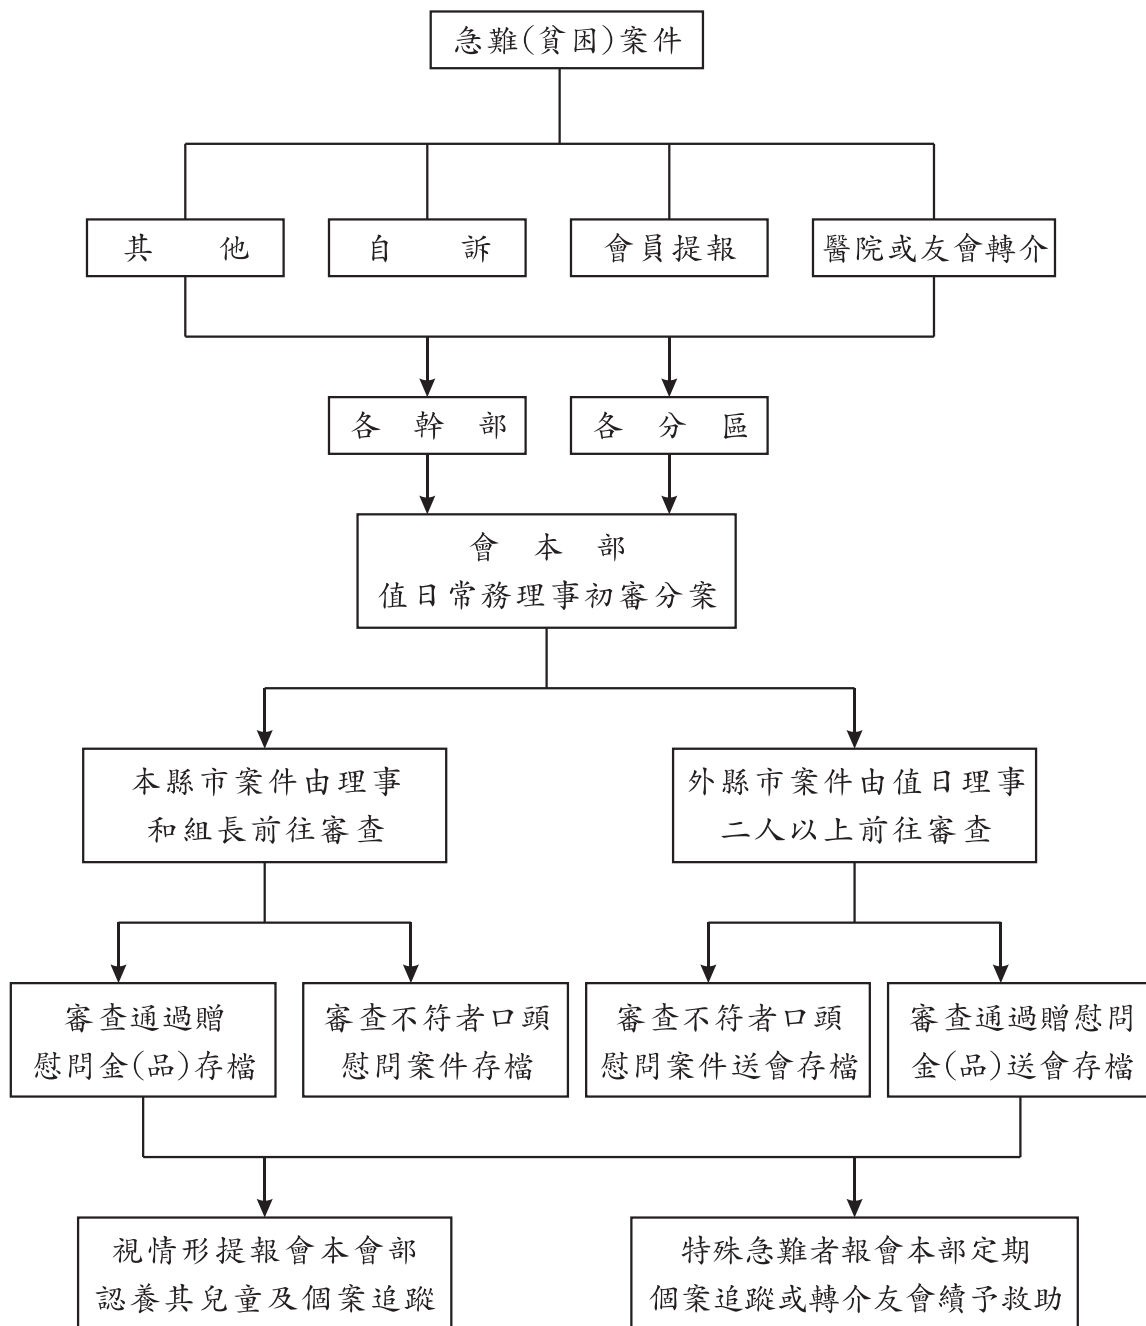 急難(貧困)案件
其他
自訴
會員提報
醫院或友會轉介
各幹部
各分區
會本部
值日常務理事初審分案
本縣市案件由理事
和組長前往審查
外縣市案件由值日理事
二人以上前往審查
審查通過贈
慰問金(品)存檔
審查不符者口頭
慰問案件存檔
審查不符者口頭
慰問案件送會存檔
審查通過贈慰問
金(品)送會存檔
視情形提報會本會部
認養其兒童及個案追蹤
特殊急難者報會本部定期
個案追蹤或轉介友會續予救助